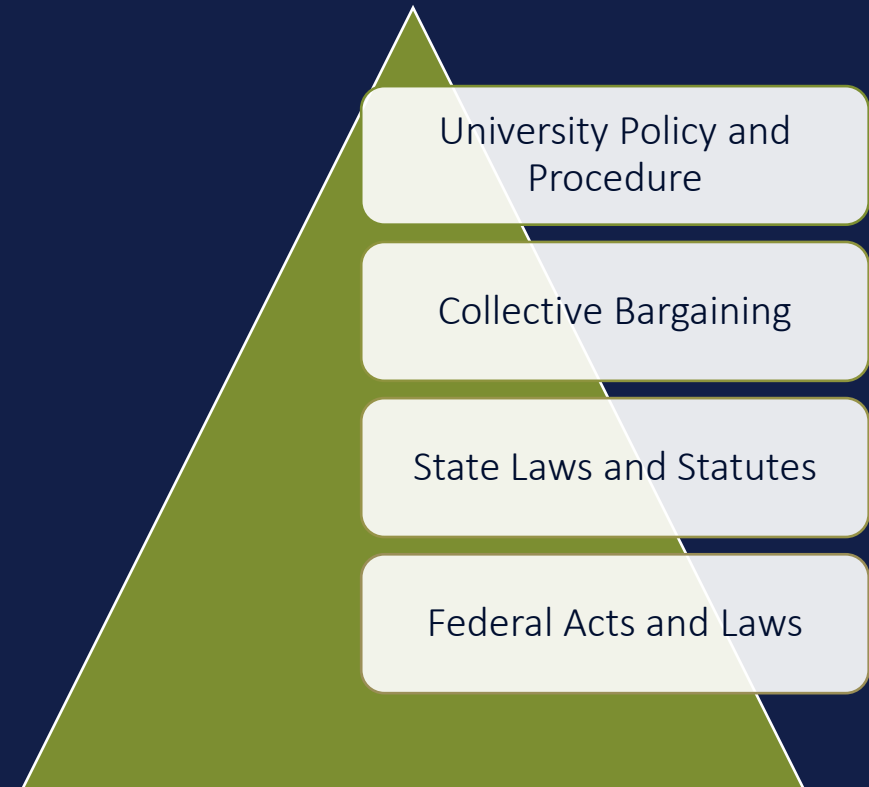 University Policy and
Procedure
Collective Bargaining
State Laws and Statutes
Federal Acts and Laws